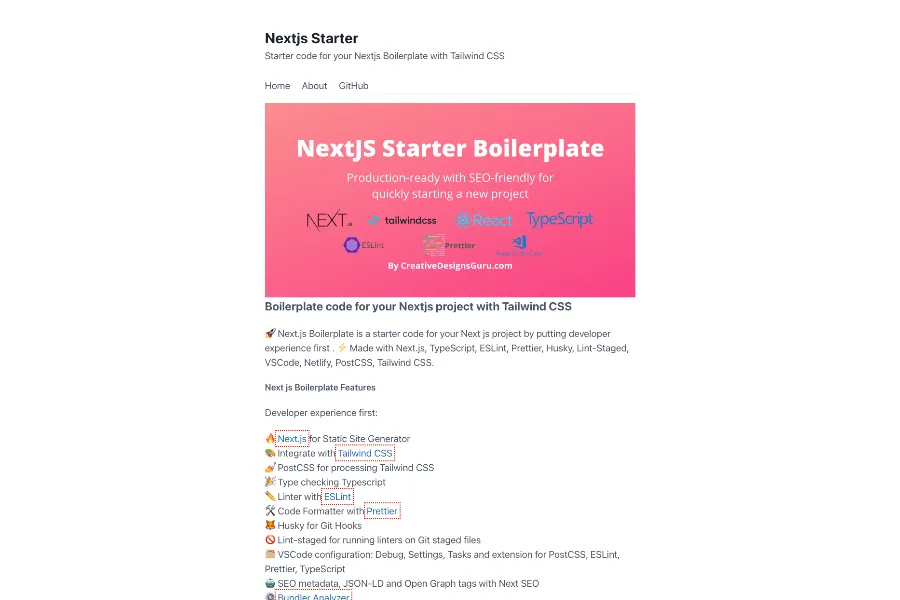 Nextjs Starter
Starter code for your Nextjs Boilerplate with Tailwind CSS
Home About GitHub
NextJS Starter Boilerplate
Production-ready with SEO-friendly for
quickly starting a new project
NEXT.js tailwindcss React TypeScript
ESLint Prettier
By CreativeDesignsGuru.com
Boilerplate code for your Nextjs project with Tailwind CSS
🚀 Next.js Boilerplate is a starter code for your Next js project by putting developer
experience first . ⚡ Made with Next.js, TypeScript, ESLint, Prettier, Husky, Lint-Staged,
VSCode, Netlify, PostCSS, Tailwind CSS.
Next js Boilerplate Features
Developer experience first:
🔥 Next.js for Static Site Generator
🎨 Integrate with Tailwind CSS
💅 PostCSS for processing Tailwind CSS
🎉 Type checking Typescript
✏️ Linter with ESLint
🛠 Code Formatter with Prettier
🦊 Husky for Git Hooks
🚫 Lint-staged for running linters on Git staged files
🗂 VSCode configuration: Debug, Settings, Tasks and extension for PostCSS, ESLint,
Prettier, TypeScript
🤖 SEO metadata, JSON-LD and Open Graph tags with Next SEO
⚙️ Bundler Analyzer